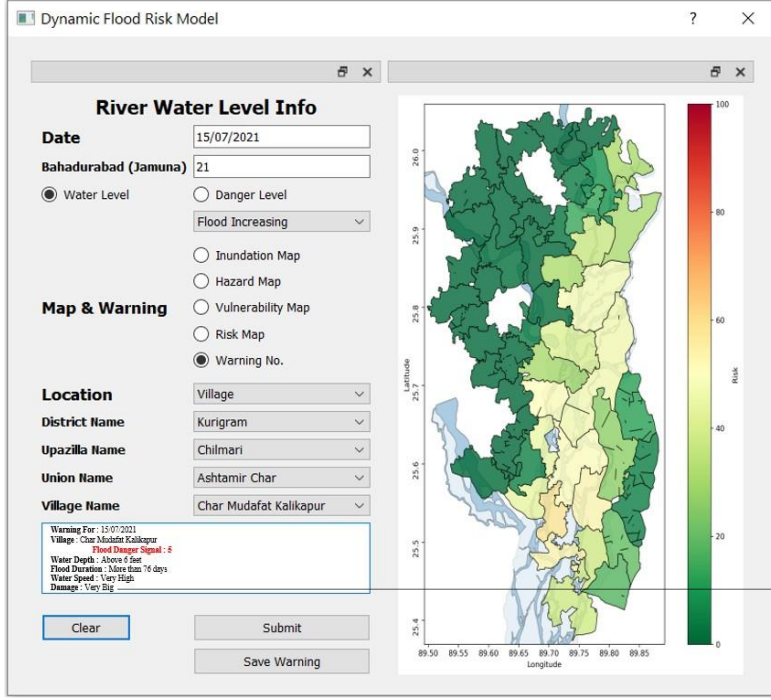 Dynamic Flood Risk Model
River Water Level Info
Date 15/07/2021
Bahadurabad (Jamuna) 21
Water Level Danger Level
Flood Increasing
Inundation Map
Hazard Map
Map & Warning Vulnerability Map
Risk Map
Warning No.
Location Village
District Name Kurigram
Upazilla Name Chilmari
Union Name Ashtamir Char
Village Name Char Mudafat Kalikapur
Warning For : 15/07/2021
Village : Char Mudafat Kalikapur
Flood Danger Signal : 5
Water Depth : Above 6 feet
Flood Duration : More than 76 days
Water Speed : Very High
Damage : Very Big
Clear Submit
Save Warning
26.0
25.9
25.8
25.7
25.6
25.5
25.4
Latitude
89.50 89.55 89.60 89.65 89.70 89.75 89.80 89.85
Longitude
100
80
60
40
20
0
Risk